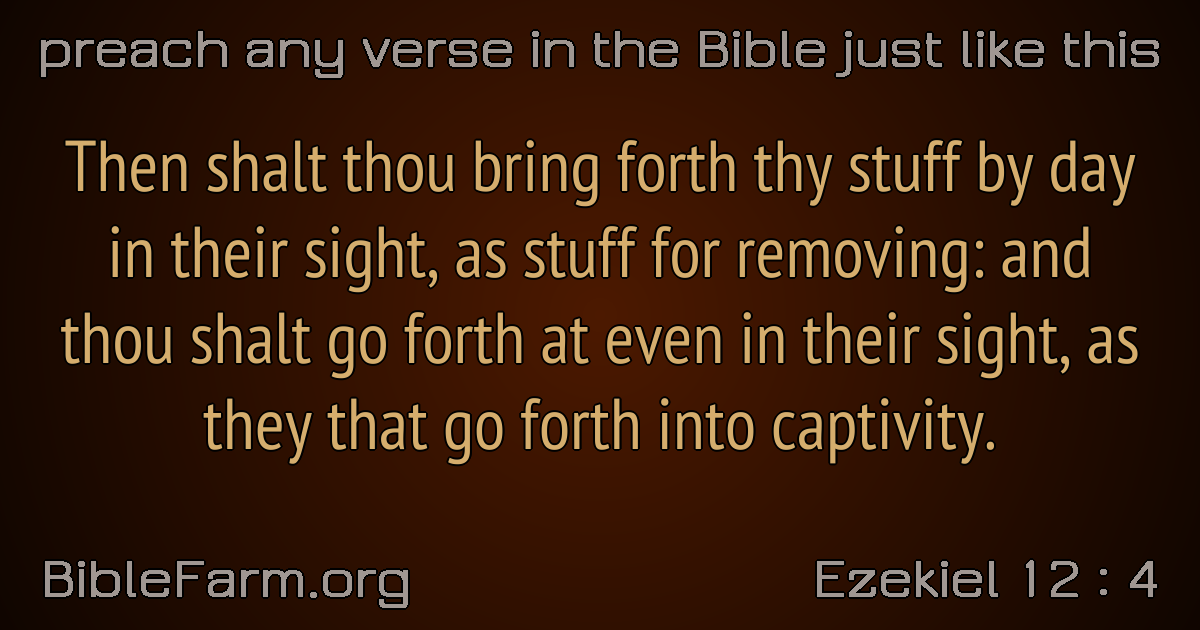 preach any verse in the Bible just like this
Then shalt thou bring forth thy stuff by day
in their sight, as stuff for removing: and
thou shalt go forth at even in their sight, as
they that go forth into captivity.
BibleFarm.org
Ezekiel 12 : 4